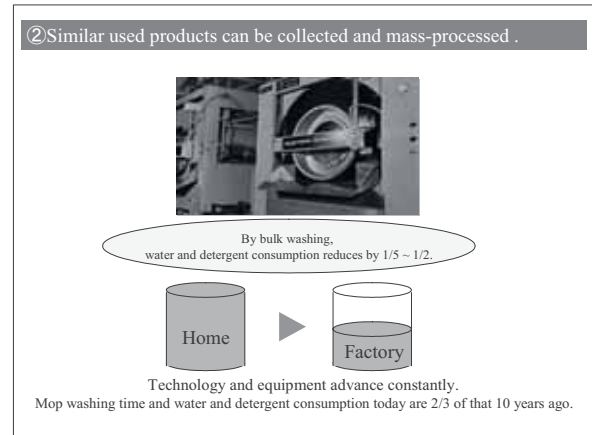 ②Similar used products can be collected and mass-processed .
By bulk washing,
water and detergent consumption reduces by 1/5 ~ 1/2.
Home
Factory
Technology and equipment advance constantly.
Mop washing time and water and detergent consumption today are 2/3 of that 10 years ago.